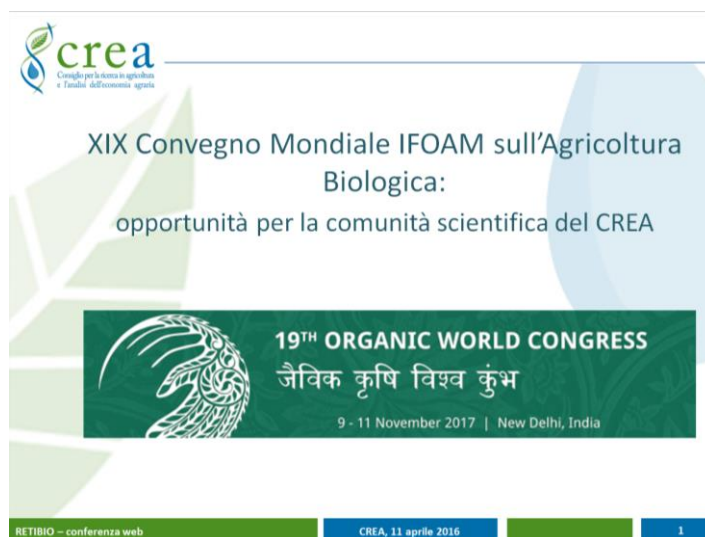 crea
Consiglio per la ricerca in agricoltura
e l'analisi dell'economia agraria
XIX Convegno Mondiale IFOAM sull'Agricoltura
Biologica:
opportunità per la comunità scientifica del CREA
19TH ORGANIC WORLD CONGRESS
जैविक कृषि विश्व कुंभ
9 - 11 November 2017 | New Delhi, India
RETIBIO – conferenza web
CREA, 11 aprile 2016
1